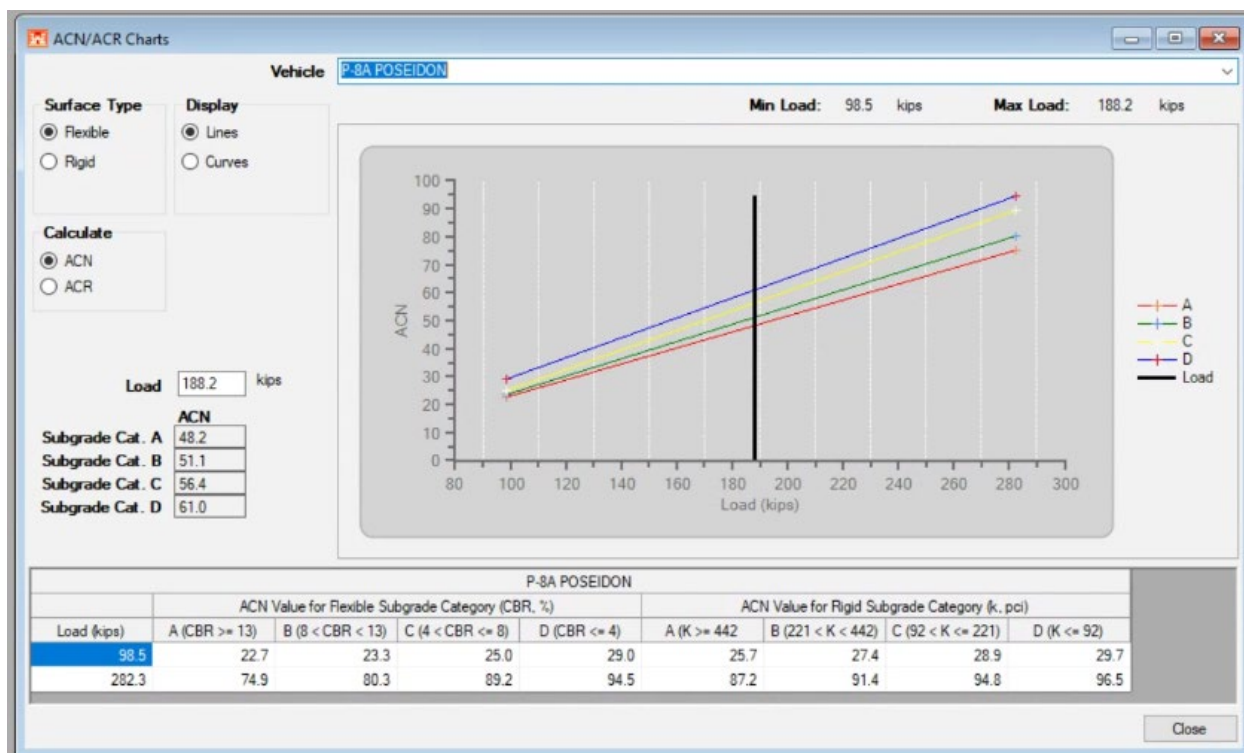 ACN/ACR Charts
Vehicle P-8A POSEIDON
Surface Type Display Min Load: 98.5 kips Max Load: 188.2 kips
Flexible Lines
Rigid Curves
Calculate
ACN
ACR
Load 188.2 kips
ACN
Subgrade Cat. A 48.2
Subgrade Cat. B 51.1
Subgrade Cat. C 56.4
Subgrade Cat. D 61.0
ACN
100
90
80
70
60
50
40
30
20
10
0
80 100 120 140 160 180 200 220 240 260 280 300
Load (kips)
A
B
C
D
Load
P-8A POSEIDON
ACN Value for Flexible Subgrade Category (CBR, %) ACN Value for Rigid Subgrade Category (k, pci)
Load (kips) A (CBR >= 13) B (8 < CBR < 13) C (4 < CBR <= 8) D (CBR <= 4) A (K >= 442 B (221 < K < 442) C (92 < K <= 221) D (K <= 92)
98.5 22.7 23.3 25.0 29.0 25.7 27.4 28.9 29.7
282.3 74.9 80.3 89.2 94.5 87.2 91.4 94.8 96.5
Close